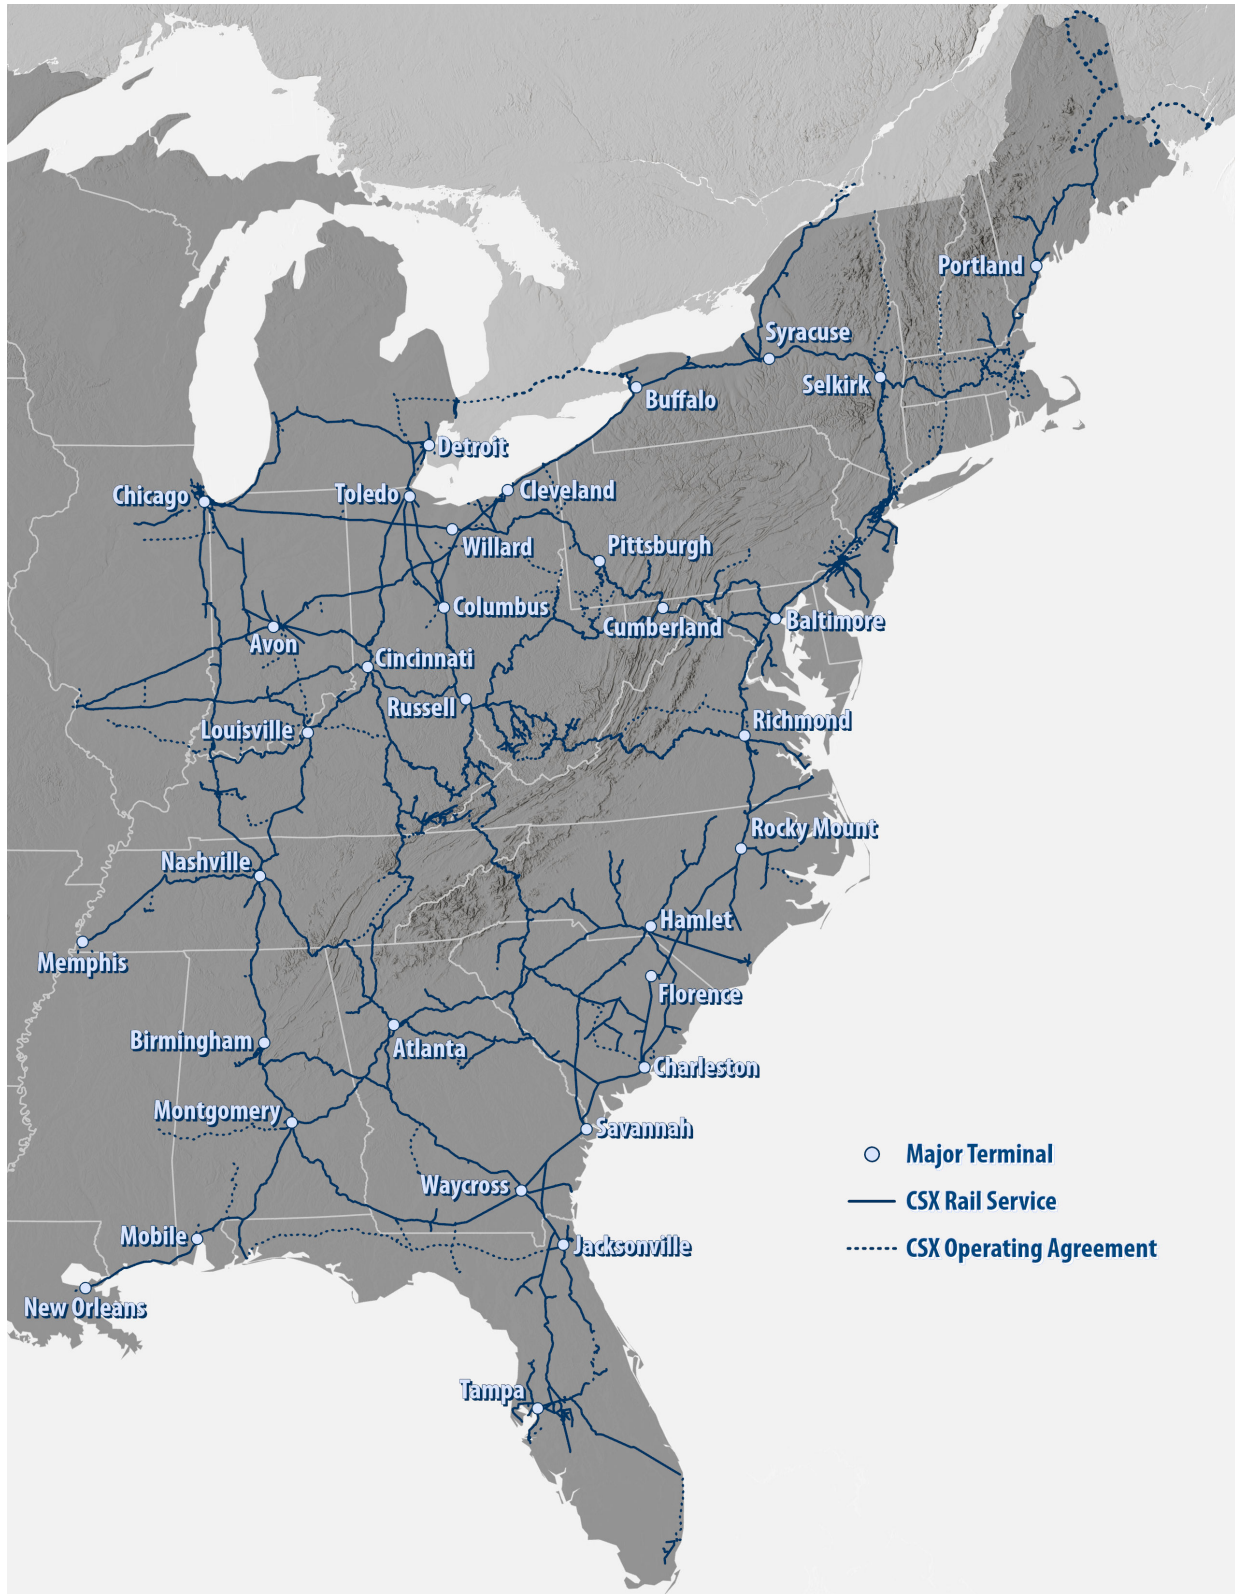 Portland
Syracuse
Selkirk
Buffalo
Detroit
Chicago
Toledo
Cleveland
Willard
Pittsburgh
Columbus
Cumberland
Baltimore
Avon
Cincinnati
Russell
Louisville
Richmond
Rocky Mount
Nashville
Hamlet
Memphis
Florence
Birmingham
Atlanta
Charleston
Montgomery
Savannah
Major Terminal
Waycross
CSX Rail Service
Mobile
Jacksonville
CSX Operating Agreement
New Orleans
Tampa